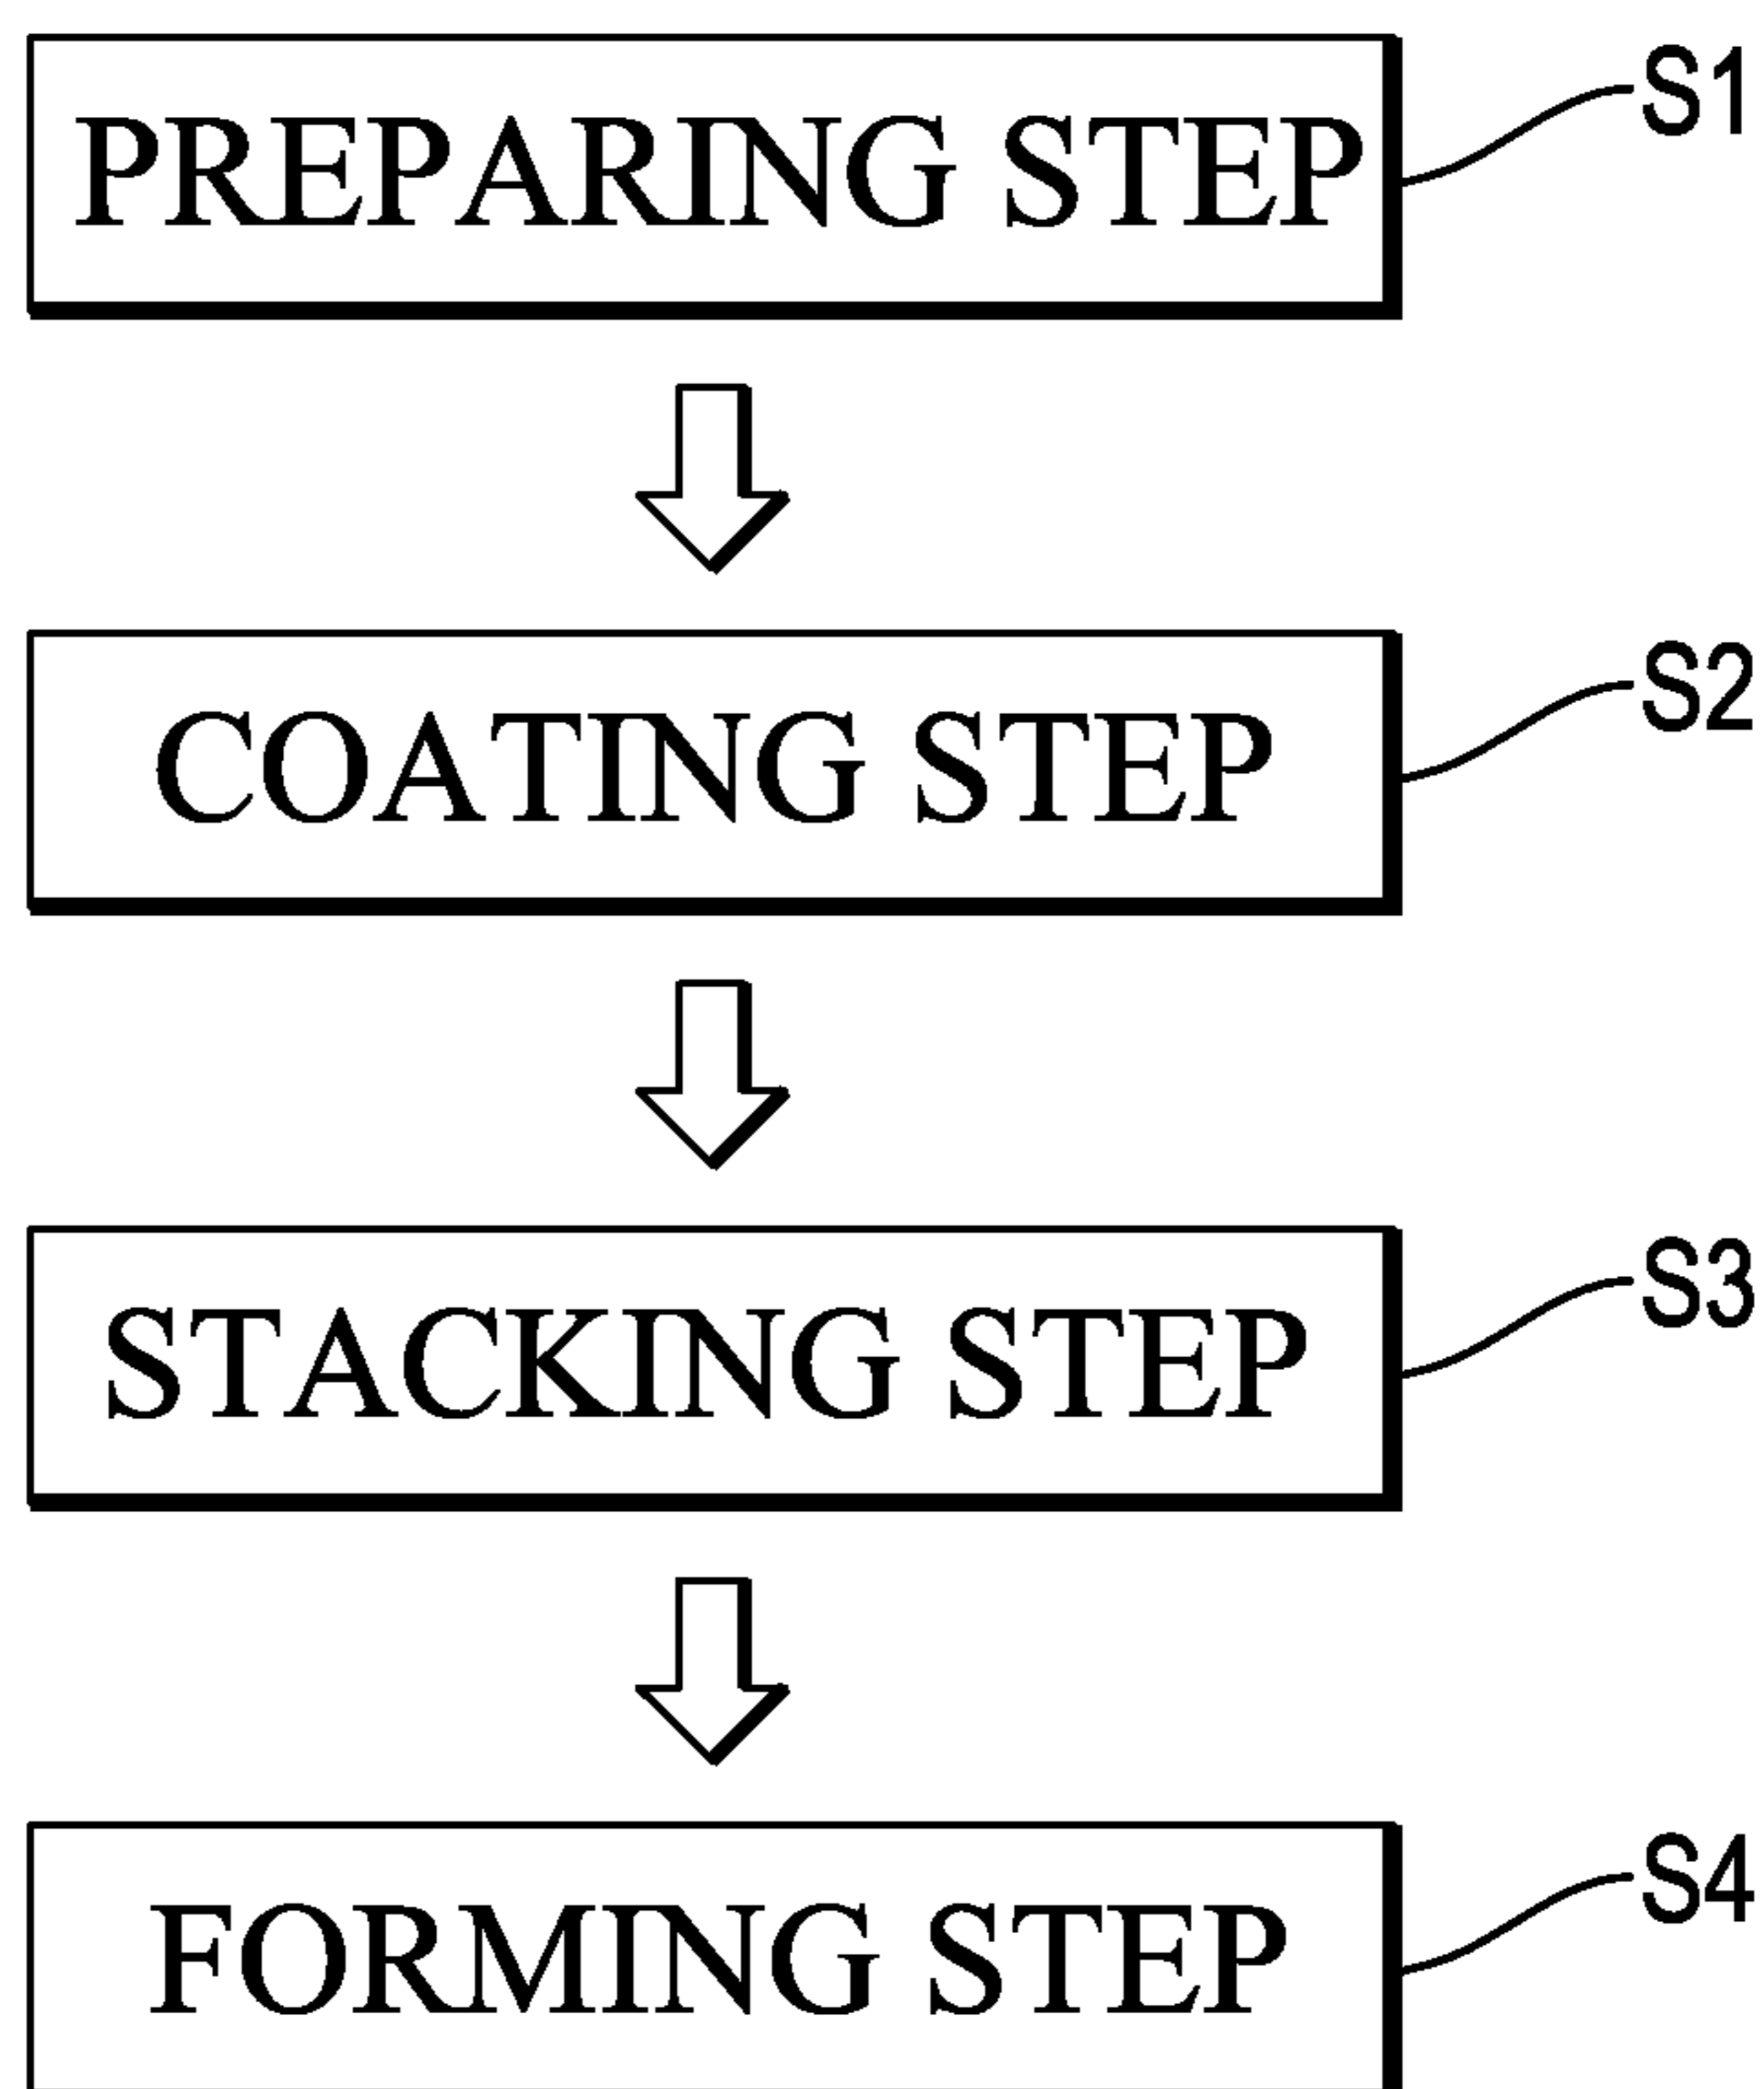 PREPARING STEP
S1
COATING STEP
S2
STACKING STEP
S3
FORMING STEP
S4